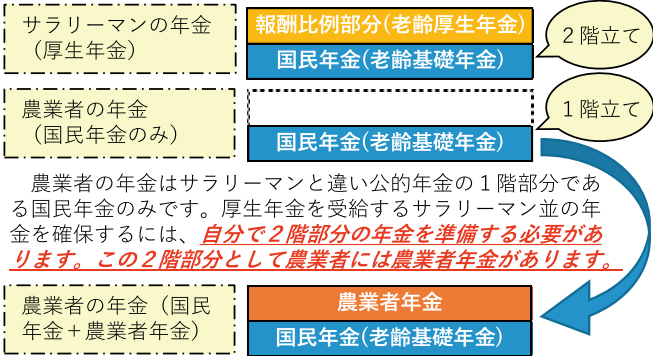 サラリーマンの年金
（厚生年金）
報酬比例部分(老齢厚生年金)
国民年金(老齢基礎年金)
２階立て
農業者の年金
（国民年金のみ）
国民年金(老齢基礎年金)
１階立て
農業者の年金はサラリーマンと違い公的年金の１階部分であ
る国民年金のみです。厚生年金を受給するサラリーマン並の年
金を確保するには、自分で２階部分の年金を準備する必要があ
ります。この２階部分として農業者には農業者年金があります。
農業者の年金（国民
年金＋農業者年金）
農業者年金
国民年金(老齢基礎年金)